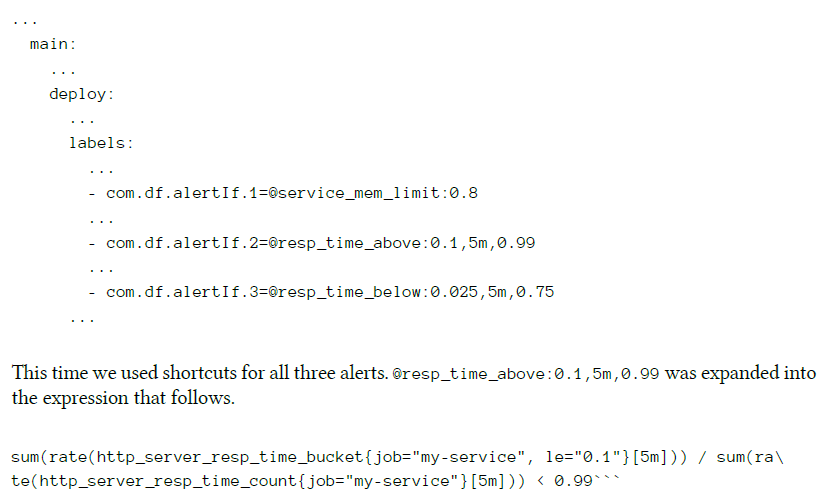 ...
main:
...
deploy:
...
labels:
...
- com.df.alertIf.1=@service_mem_limit:0.8
...
- com.df.alertIf.2=@resp_time_above:0.1,5m,0.99
...
- com.df.alertIf.3=@resp_time_below:0.025,5m,0.75
...
This time we used shortcuts for all three alerts. @resp_time_above:0.1,5m,0.99 was expanded into
the expression that follows.
sum(rate(http_server_resp_time_bucket{job="my-service", le="0.1"}[5m])) / sum(ra\
te(http_server_resp_time_count{job="my-service"}[5m])) < 0.99```